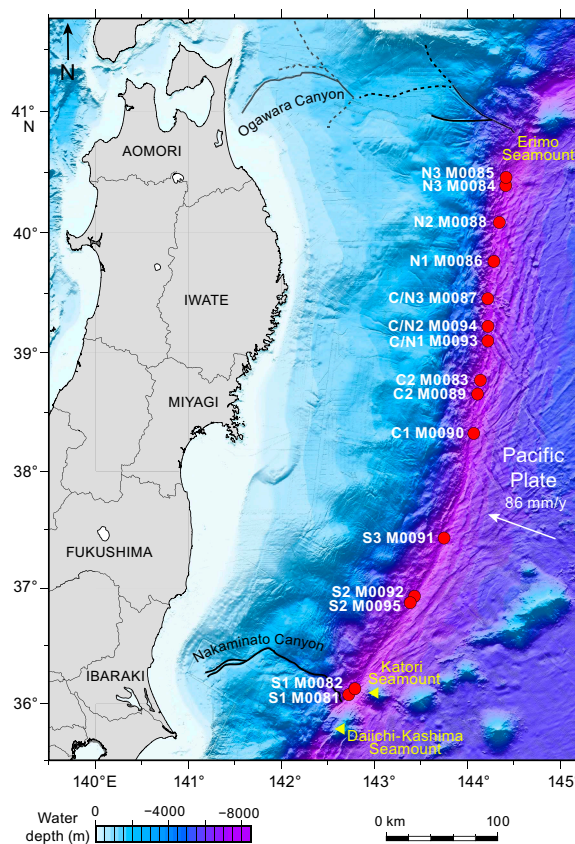 N
41°
N
40°
39°
38°
37°
36°
Ogawara Canyon
Erimo
Seamount
AOMORI
N3 M0085
N3 M0084
N2 M0088
N1 M0086
IWATE
C/N3 M0087
C/N2 M0094
C/N1 M0093
C2 M0083
C2 M0089
MIYAGI
C1 M0090
Pacific
Plate
86 mm/y
S3 M0091
FUKUSHIMA
S2 M0092
S2 M0095
Nakaminato Canyon
IBARAKI
S1 M0082
S1 M0081
Katori
Seamount
Daiichi-Kashima
Seamount
140°E
141°
142°
143°
144°
145
Water
depth (m)
0
−4000
−8000
0 km
100